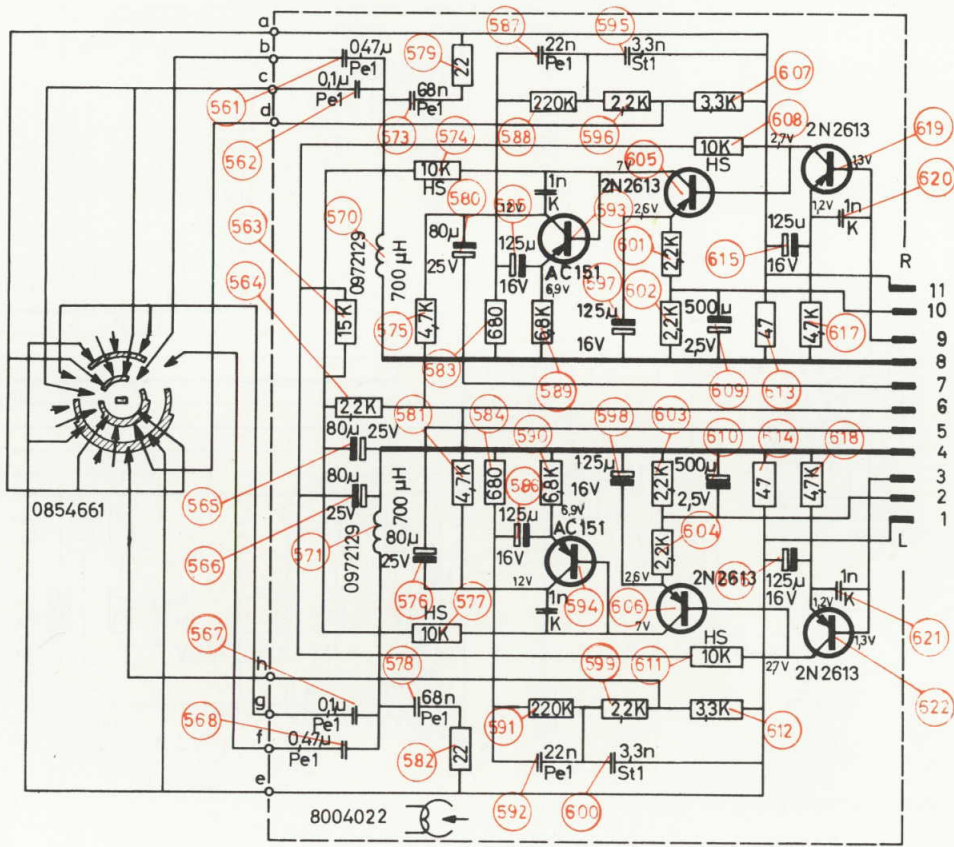 a
b
c
d
0,47µ
Pe1
0,1µ
Pe1
561
562
579
22
68n
Pe1
573
574
10K
HS
587
22n
Pe1
595
3,3n
St1
220K
588
2,2K
596
3,3K
607
608
10K
HS
2,7V
2N2613
619
1,3V
620
1,2V
1n
K
605
7V
2N2613
2,6V
1n
K
12V
593
AC151
6,9V
580
80µ
25V
125µ
16V
570
0972129
700 µH
563
15K
564
575
4,7K
583
680
6,8K
589
597
125µ
16V
601
2,2K
602
2,2K
500µ
2,5V
609
47
613
615
125µ
16V
4,7K
617
R
11
10
9
8
7
6
5
4
3
2
1
L
2,2K
80µ
25V
565
80µ
25V
566
571
0972129
700 µH
581
4,7K
584
680
590
6,8K
6,9V
586
125µ
16V
AC151
594
12V
1n
K
598
125µ
16V
603
2,2K
2,2K
604
610
500µ
2,5V
614
47
618
4,7K
125µ
16V
80µ
25V
576
577
HS
10K
2,6V
606
7V
2N2613
611
HS
10K
2,7V
1n
K
1,2V
1,3V
2N2613
621
622
0854661
567
568
h
g
f
e
0,1µ
Pe1
0,47µ
Pe1
578
68n
Pe1
582
22
591
220K
599
2,2K
3,3K
612
22n
Pe1
592
3,3n
St1
600
8004022